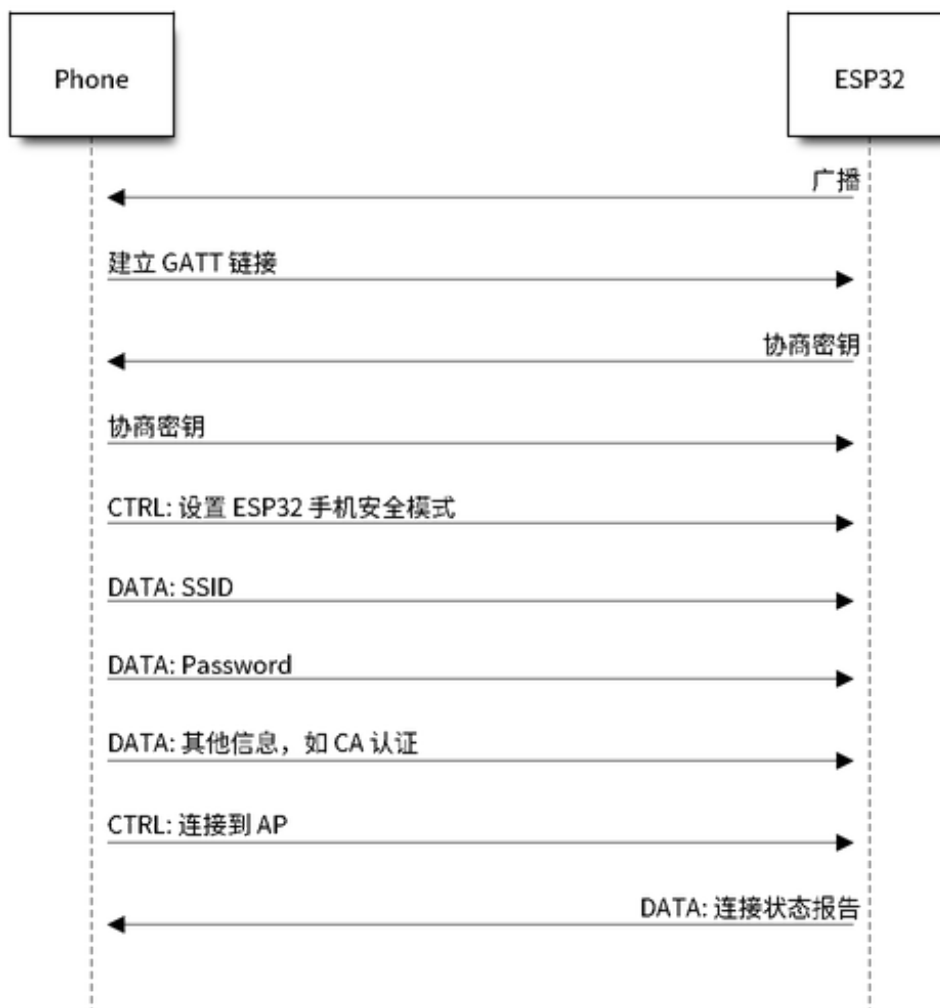 Phone
ESP32
广播
建立 GATT 链接
协商密钥
协商密钥
CTRL: 设置 ESP32 手机安全模式
DATA: SSID
DATA: Password
DATA: 其他信息，如 CA 认证
CTRL: 连接到 AP
DATA: 连接状态报告